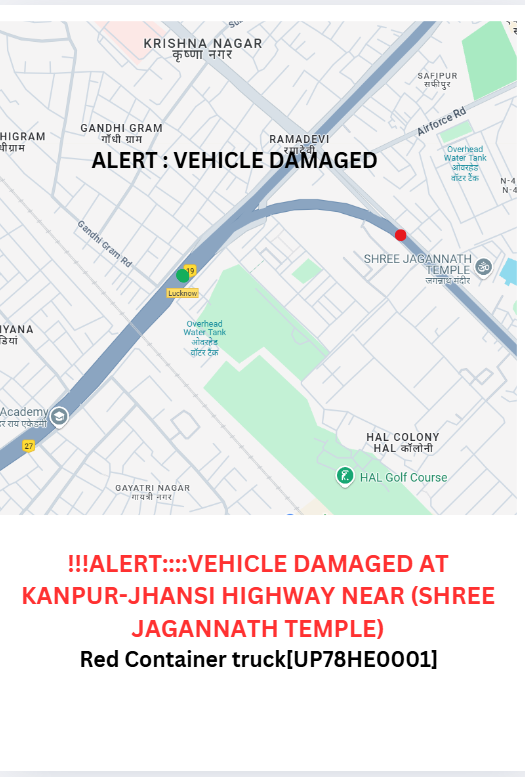 KRISHNA NAGAR
कृष्णा नगर
SAFIPUR
सफीपुर
HIGRAM
GANDHI GRAM
गाँधी ग्राम
Airforce Rd
RAMADEVI
रामादेवी
ALERT : VEHICLE DAMAGED
Overhead
Water Tank
ओवरहेड
वॉटर टैंक
N-4
N-4
Gandhi Gram Rd
SHREE JAGANNATH
TEMPLE
जगन्नाथ मंदिर
19
Lucknow
Overhead
Water Tank
ओवरहेड
वॉटर टैंक
IYANA
Academy
27
HAL COLONY
HAL कॉलोनी
HAL Golf Course
GAYATRI NAGAR
गायत्री नगर
!!!ALERT::::VEHICLE DAMAGED AT
KANPUR-JHANSI HIGHWAY NEAR (SHREE
JAGANNATH TEMPLE)
Red Container truck[UP78HE0001]